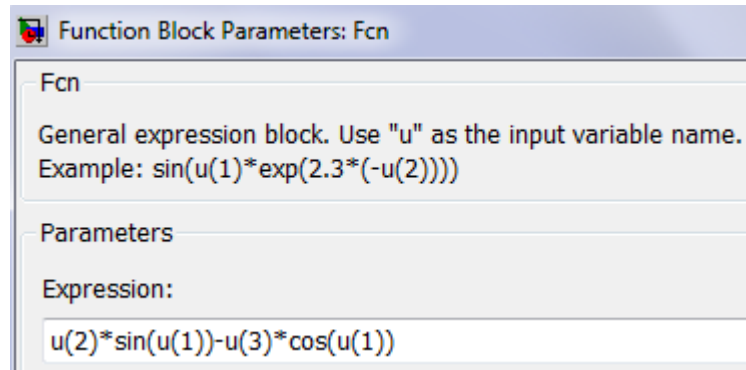 Function Block Parameters: Fcn
Fcn
General expression block. Use "u" as the input variable name.
Example: sin(u(1)*exp(2.3*(-u(2))))
Parameters
Expression:
u(2)*sin(u(1))-u(3)*cos(u(1))